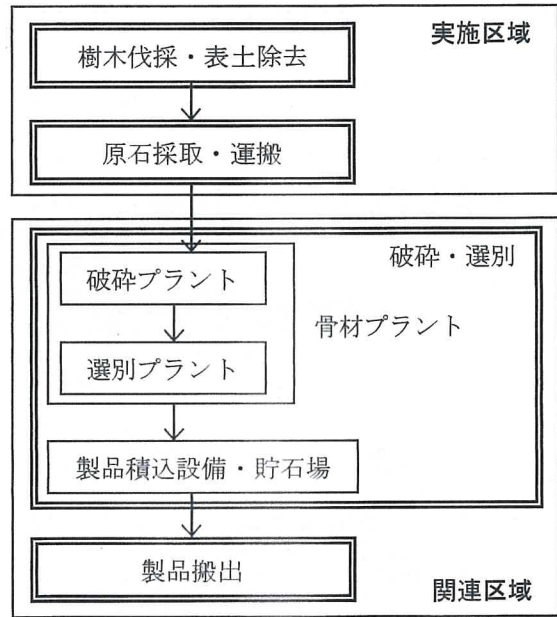 実施区域
樹木伐採・表土除去
原石採取・運搬
破砕・選別
破砕プラント
骨材プラント
選別プラント
製品積込設備・貯石場
製品搬出
関連区域